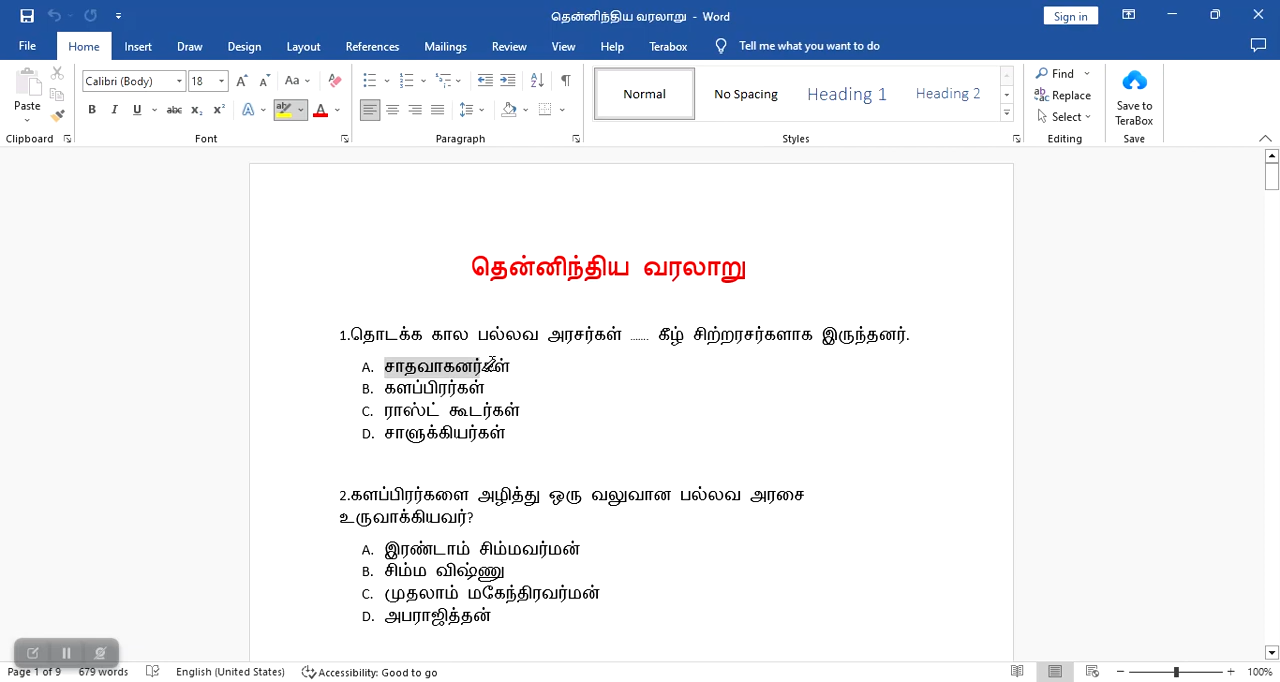 தென்னிந்திய வரலாறு - Word
Sign in
File Home Insert Draw Design Layout References Mailings Review View Help Terabox Tell me what you want to do
Calibri (Body) 18 Aa
Find
Replace
Select
Paste
B I U abc x₂ x² A A
Normal
No Spacing
Heading 1
Heading 2
Save to
TeraBox
Clipboard Font Paragraph Styles Editing Save
தென்னிந்திய வரலாறு
1.தொடக்க கால பல்லவ அரசர்கள் ....... கீழ் சிற்றரசர்களாக இருந்தனர்.
A. சாதவாகனர்கள்
B. களப்பிரர்கள்
C. ராஸ்ட் கூடர்கள்
D. சாளுக்கியர்கள்
2.களப்பிரர்களை அழித்து ஒரு வலுவான பல்லவ அரசை
உருவாக்கியவர்?
A. இரண்டாம் சிம்மவர்மன்
B. சிம்ம விஷ்ணு
C. முதலாம் மகேந்திரவர்மன்
D. அபராஜித்தன்
Page 1 of 9 679 words English (United States) Accessibility: Good to go 100%